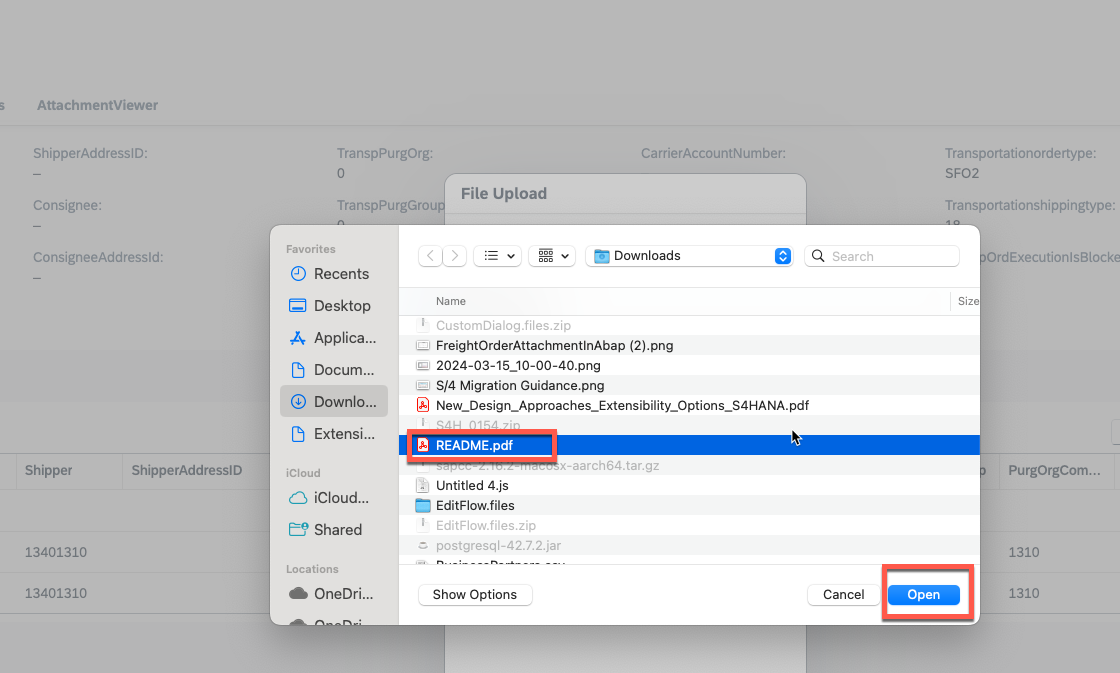 s AttachmentViewer
ShipperAddressID: TranspPurgOrg: CarrierAccountNumber: Transportationordertype:
– 0 SFO2
File Upload
Consignee: TranspPurgGroup Transportationshippingtype:
– 0 18
ConsigneeAddressId: pOrdExecutionIsBlocke
–
Favorites
Recents
Desktop
Applica...
Docum...
Downlo...
Extensi...
iCloud
iCloud...
Shared
Locations
OneDri...
OneDri
Downloads Search
Name Size
CustomDialog.files.zip
FreightOrderAttachmentInAbap (2).png
2024-03-15_10-00-40.png
S/4 Migration Guidance.png
New_Design_Approaches_Extensibility_Options_S4HANA.pdf
S4H_0154.zip
README.pdf
sapcc-2.16.2-macosx-aarch64.tar.gz
Untitled 4.js
EditFlow.files
EditFlow.files.zip
postgresql-42.7.2.jar
BusinessPartners.csv
Show Options Cancel Open
Shipper ShipperAddressID p PurgOrgCom...
13401310 1310
13401310 1310